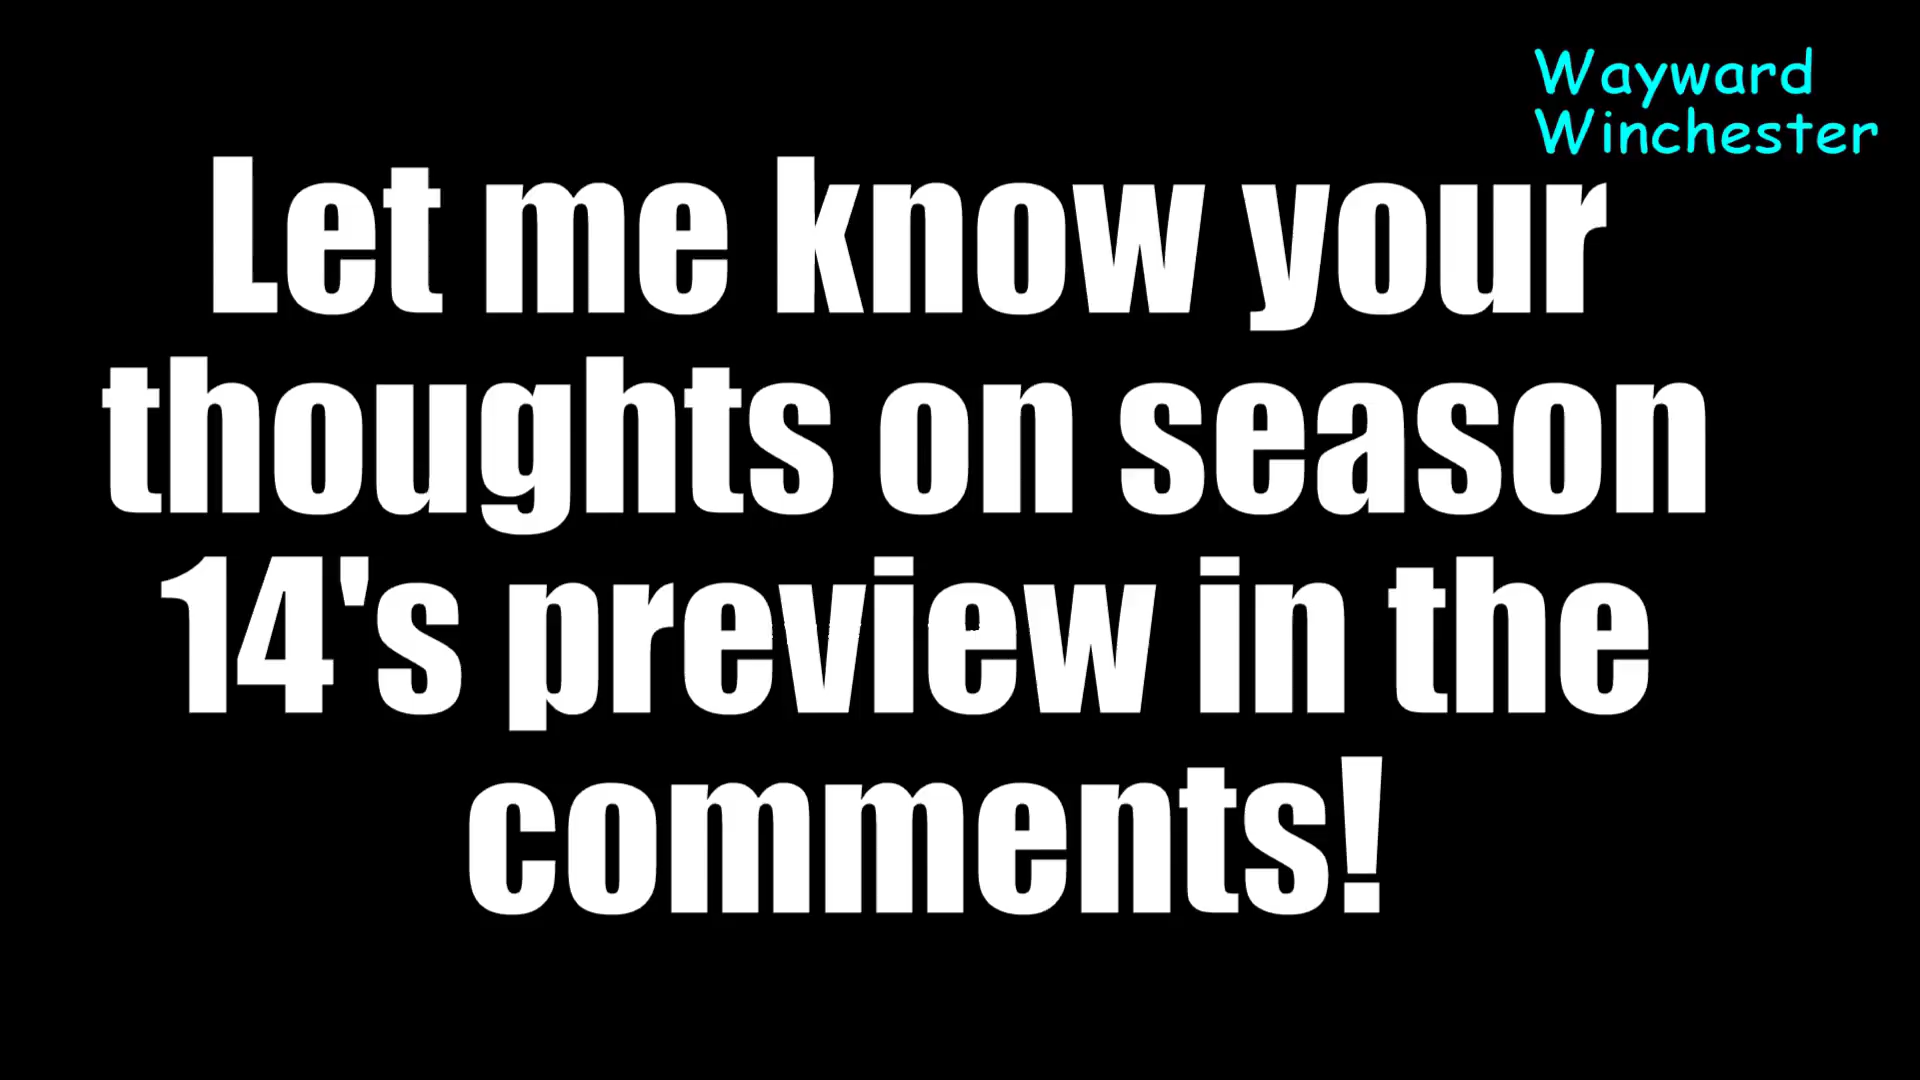 Wayward
Winchester
Let me know your
thoughts on season
14's preview in the
comments!